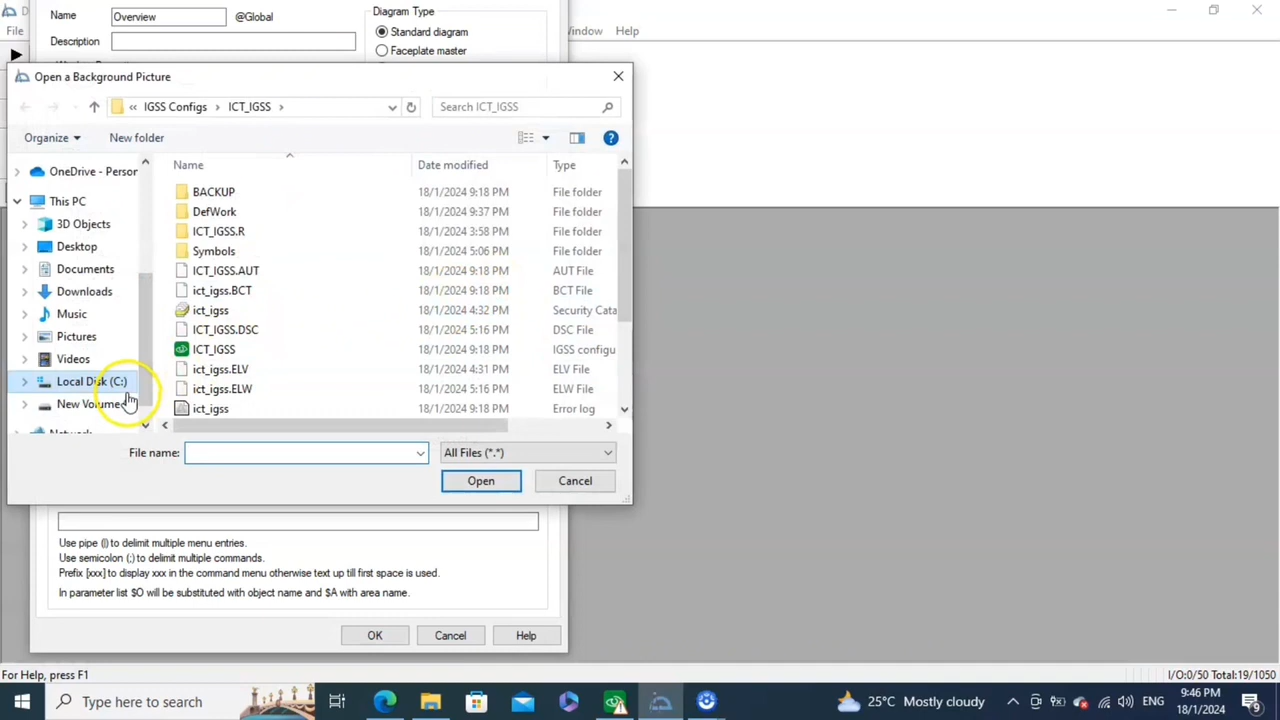 Name Overview @Global
Diagram Type
Standard diagram
Description
Faceplate master
File
Window Help
Open a Background Picture
« IGSS Configs › ICT_IGSS ›
Search ICT_IGSS
Organize
New folder
Name Date modified Type
OneDrive - Person
This PC
3D Objects
Desktop
Documents
Downloads
Music
Pictures
Videos
Local Disk (C:)
New Volume
Network
BACKUP 18/1/2024 9:18 PM File folder
DefWork 18/1/2024 9:37 PM File folder
ICT_IGSS.R 18/1/2024 3:58 PM File folder
Symbols 18/1/2024 5:06 PM File folder
ICT_IGSS.AUT 18/1/2024 9:18 PM AUT File
ict_igss.BCT 18/1/2024 9:18 PM BCT File
ict_igss 18/1/2024 4:32 PM Security Cata
ICT_IGSS.DSC 18/1/2024 5:16 PM DSC File
ICT_IGSS 18/1/2024 9:18 PM IGSS configu
ict_igss.ELV 18/1/2024 4:31 PM ELV File
ict_igss.ELW 18/1/2024 5:16 PM ELW File
ict_igss 18/1/2024 9:18 PM Error log
File name:
All Files (*.*)
Open
Cancel
Use pipe (|) to delimit multiple menu entries.
Use semicolon (;) to delimit multiple commands.
Prefix [xxx] to display xxx in the command menu otherwise text up till first space is used.
In parameter list $O will be substituted with object name and $A with area name.
OK
Cancel
Help
For Help, press F1
I/O:0/50 Total:19/1050
Type here to search
25°C Mostly cloudy
ENG
9:46 PM
18/1/2024
9